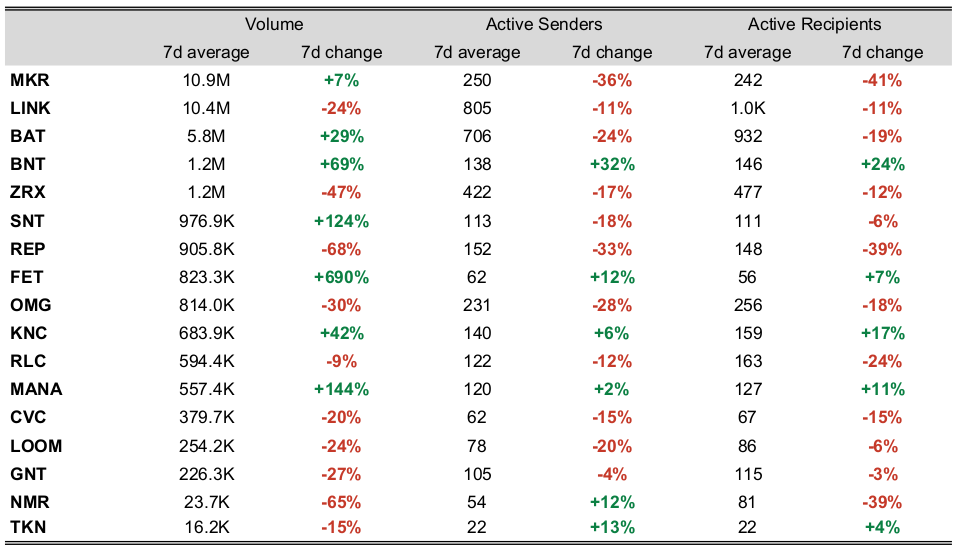 Volume Active Senders Active Recipients
7d average 7d change 7d average 7d change 7d average 7d change
MKR 10.9M +7% 250 -36% 242 -41%
LINK 10.4M -24% 805 -11% 1.0K -11%
BAT 5.8M +29% 706 -24% 932 -19%
BNT 1.2M +69% 138 +32% 146 +24%
ZRX 1.2M -47% 422 -17% 477 -12%
SNT 976.9K +124% 113 -18% 111 -6%
REP 905.8K -68% 152 -33% 148 -39%
FET 823.3K +690% 62 +12% 56 +7%
OMG 814.0K -30% 231 -28% 256 -18%
KNC 683.9K +42% 140 +6% 159 +17%
RLC 594.4K -9% 122 -12% 163 -24%
MANA 557.4K +144% 120 +2% 127 +11%
CVC 379.7K -20% 62 -15% 67 -15%
LOOM 254.2K -24% 78 -20% 86 -6%
GNT 226.3K -27% 105 -4% 115 -3%
NMR 23.7K -65% 54 +12% 81 -39%
TKN 16.2K -15% 22 +13% 22 +4%